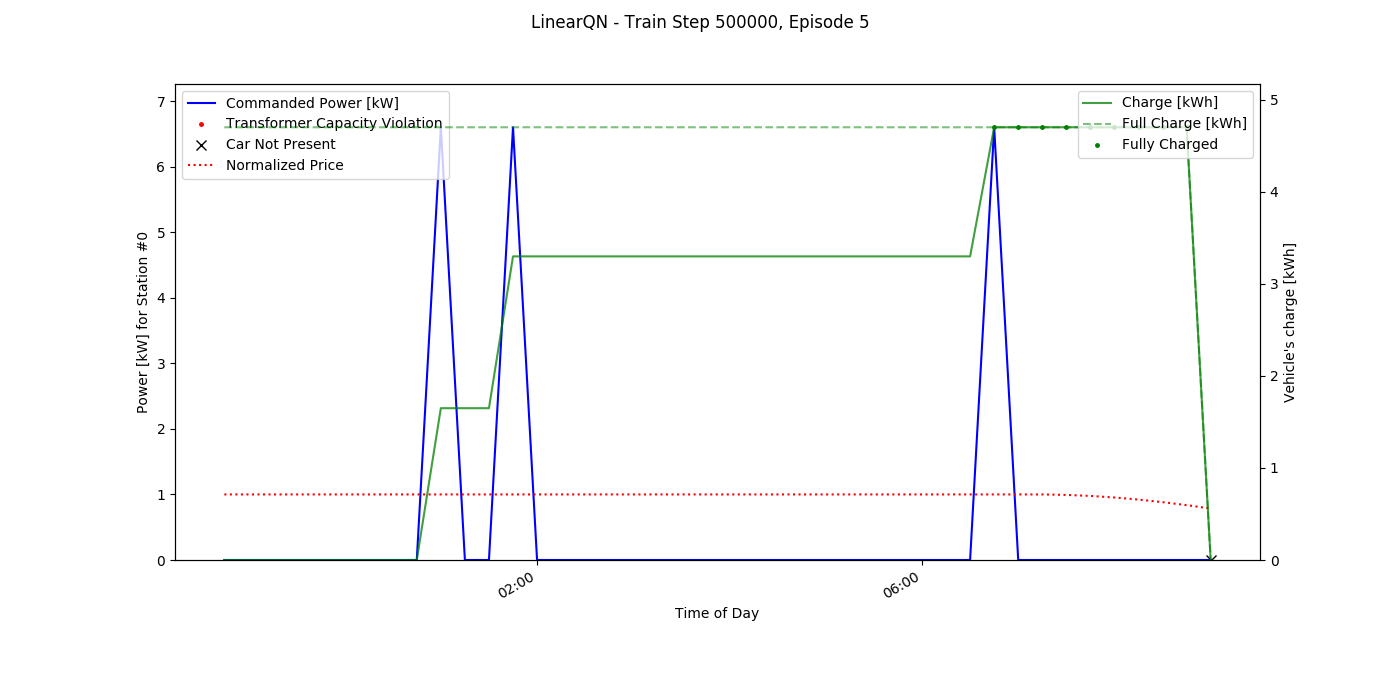 LinearQN - Train Step 500000, Episode 5
Commanded Power [kW]
Transformer Capacity Violation
Car Not Present
Normalized Price
Charge [kWh]
Full Charge [kWh]
Fully Charged
Power [kW] for Station #0
7
6
5
4
3
2
1
0
Vehicle's charge [kWh]
5
4
3
2
1
0
02:00
06:00
Time of Day